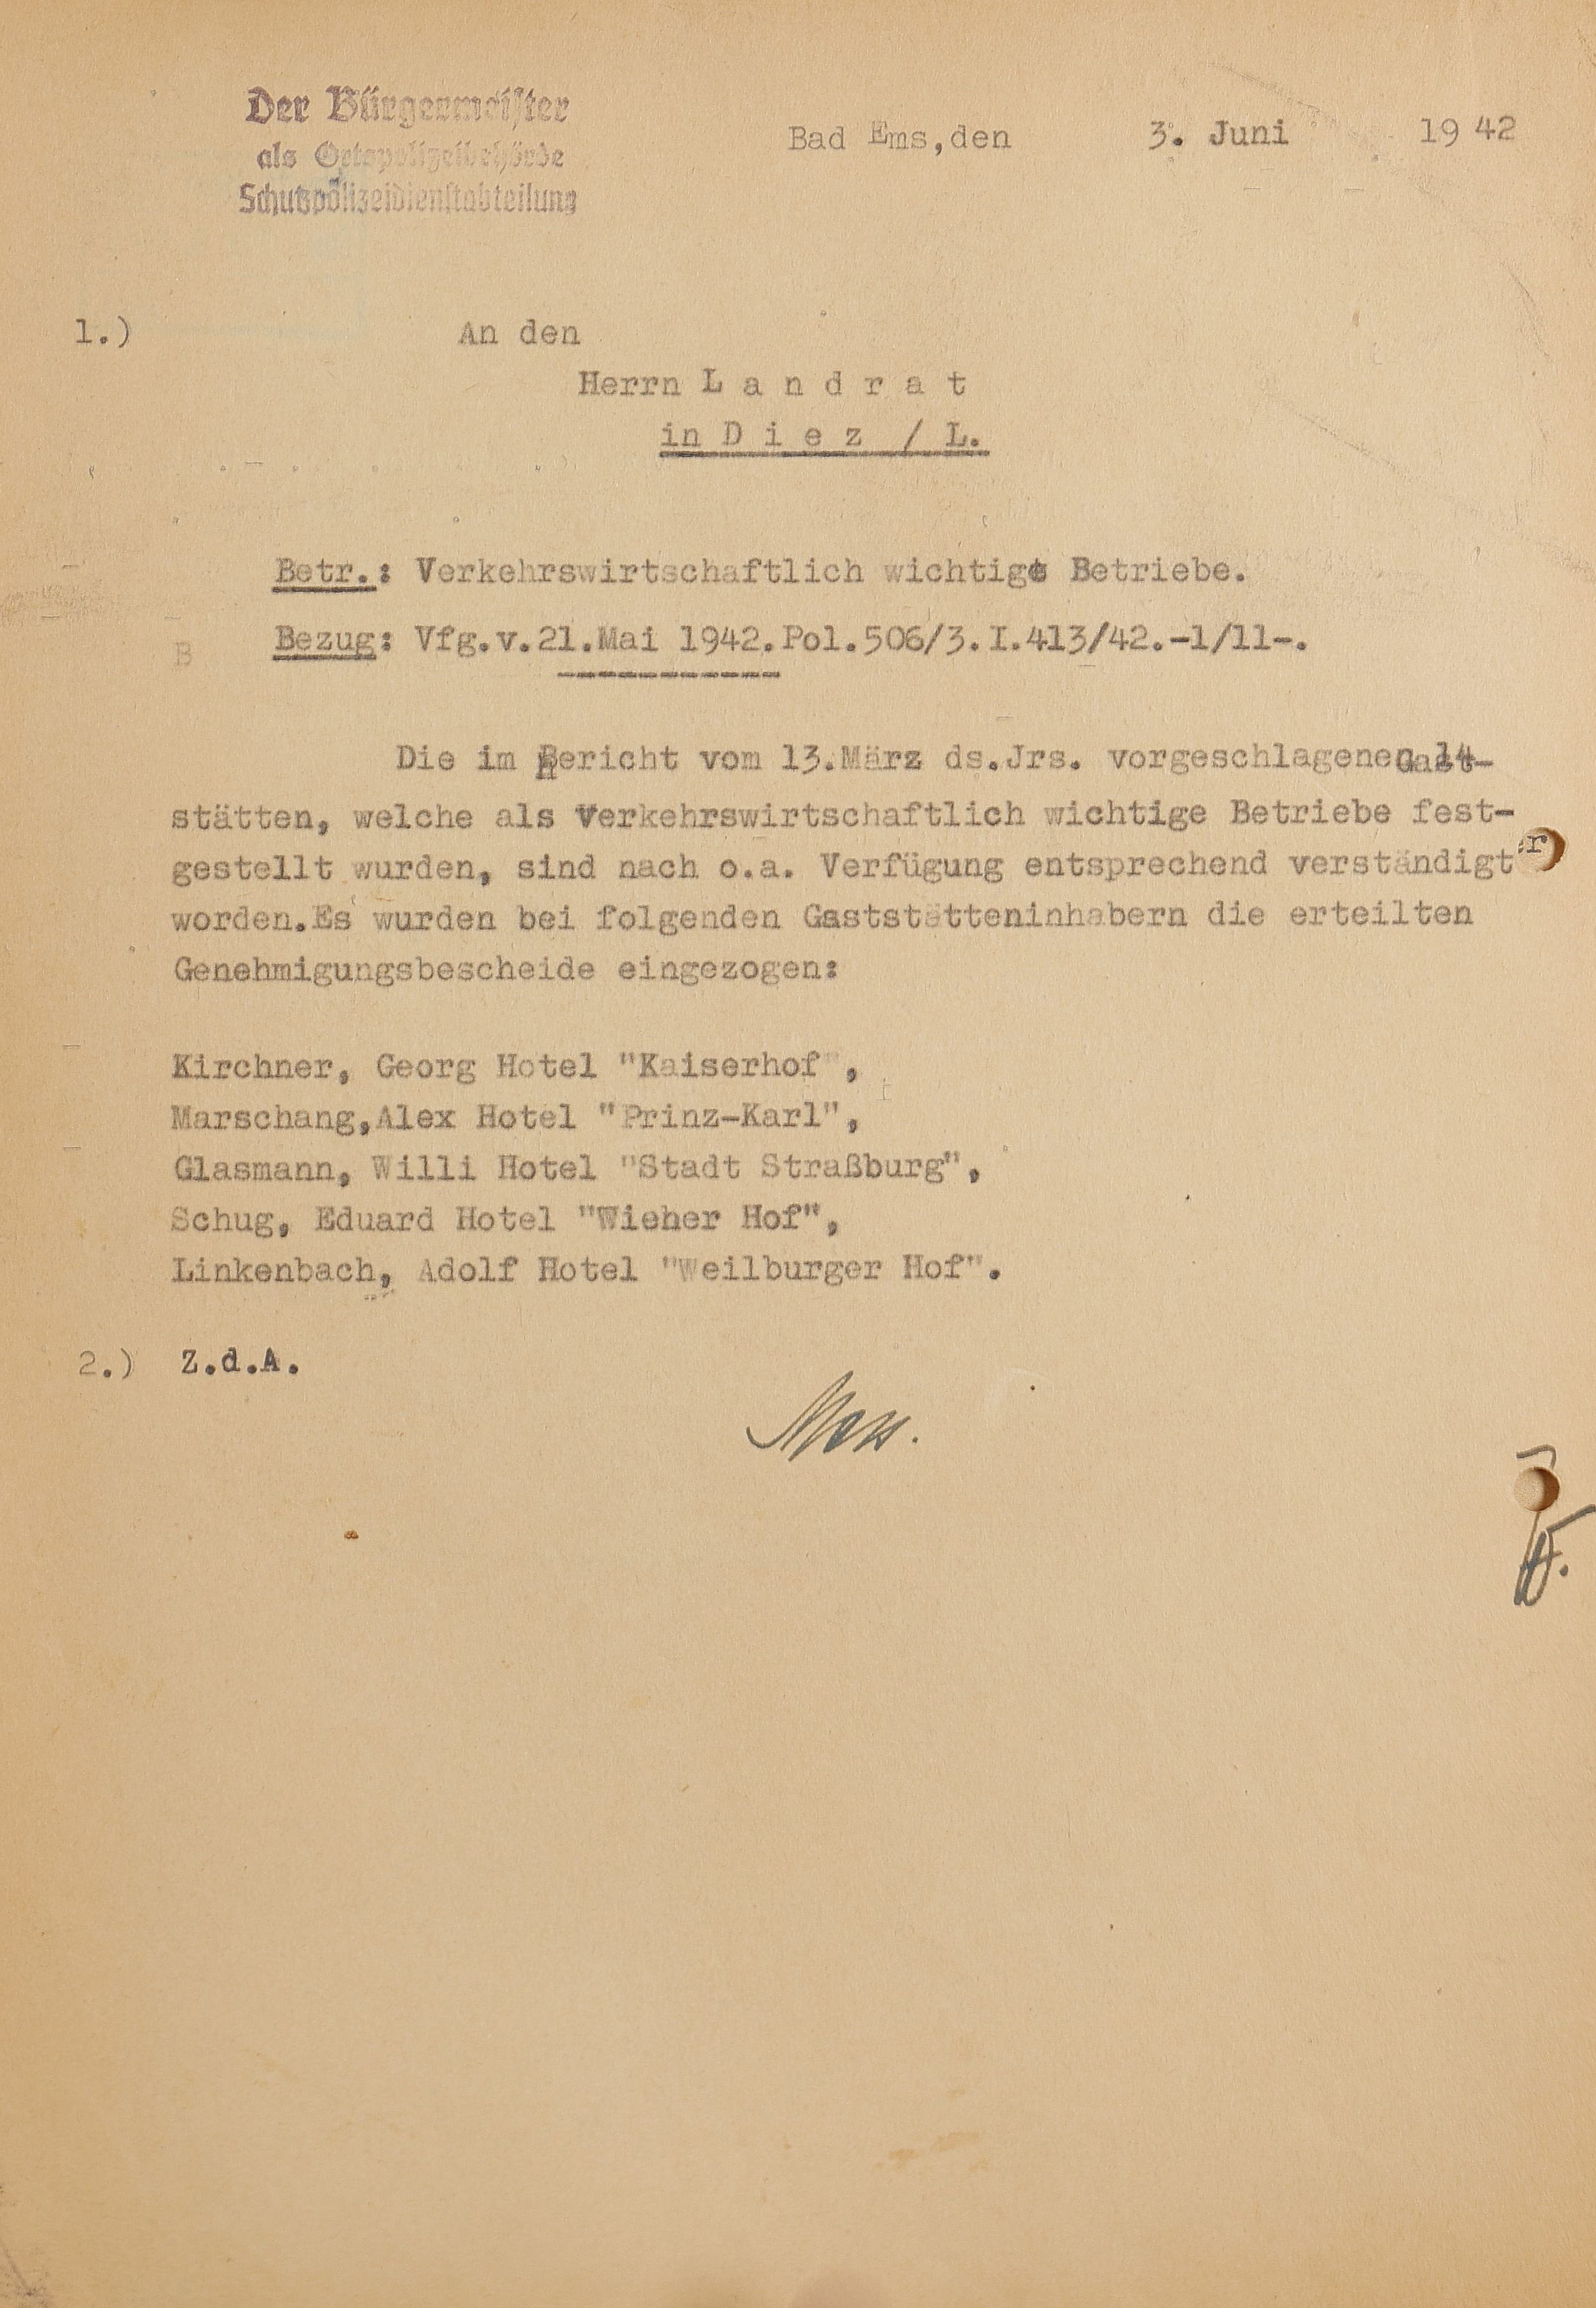 Der Bürgermeister
als Ortspolizeibehörde
Schutzpolizeidienstabteilung
Bad Ems, den 3. Juni 1942
1.) An den
Herrn L a n d r a t
in D i e z / L.
Betr.: Verkehrswirtschaftlich wichtige Betriebe.
B Bezug: Vfg.v.21.Mai 1942.Pol.506/3.I.413/42.-1/11-.
Die im Bericht vom 13.März ds.Jrs. vorgeschlagenen 14
stätten, welche als Verkehrswirtschaftlich wichtige Betriebe fest-
gestellt wurden, sind nach o.a. Verfügung entsprechend verständigt
worden.Es wurden bei folgenden Gaststätteninhabern die erteilten
Genehmigungsbescheide eingezogen:
Kirchner, Georg Hotel "Kaiserhof",
Marschang,Alex Hotel "Prinz-Karl",
Glasmann, Willi Hotel "Stadt Straßburg",
Schug, Eduard Hotel "Wieher Hof",
Linkenbach, Adolf Hotel "Weilburger Hof".
2.) Z.d.A.